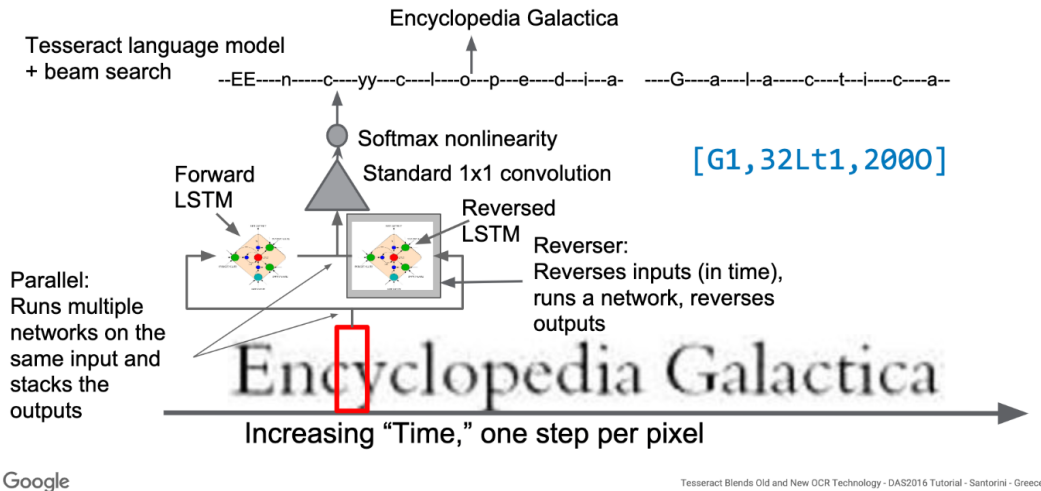 Encyclopedia Galactica
Tesseract language model
+ beam search
--EE----n-----c----yy---c---l---o---p---e----d---i---a-   ----G---a---l--a-----c---t---i---c---a--
Softmax nonlinearity
[G1,32Lt1,200O]
Forward
LSTM
Standard 1x1 convolution
Reversed
LSTM
Reverser:
Reverses inputs (in time),
runs a network, reverses
outputs
Parallel:
Runs multiple
networks on the
same input and
stacks the
outputs
Encyclopedia Galactica
Increasing “Time,” one step per pixel
Google
Tesseract Blends Old and New OCR Technology - DAS2016 Tutorial - Santorini - Greece